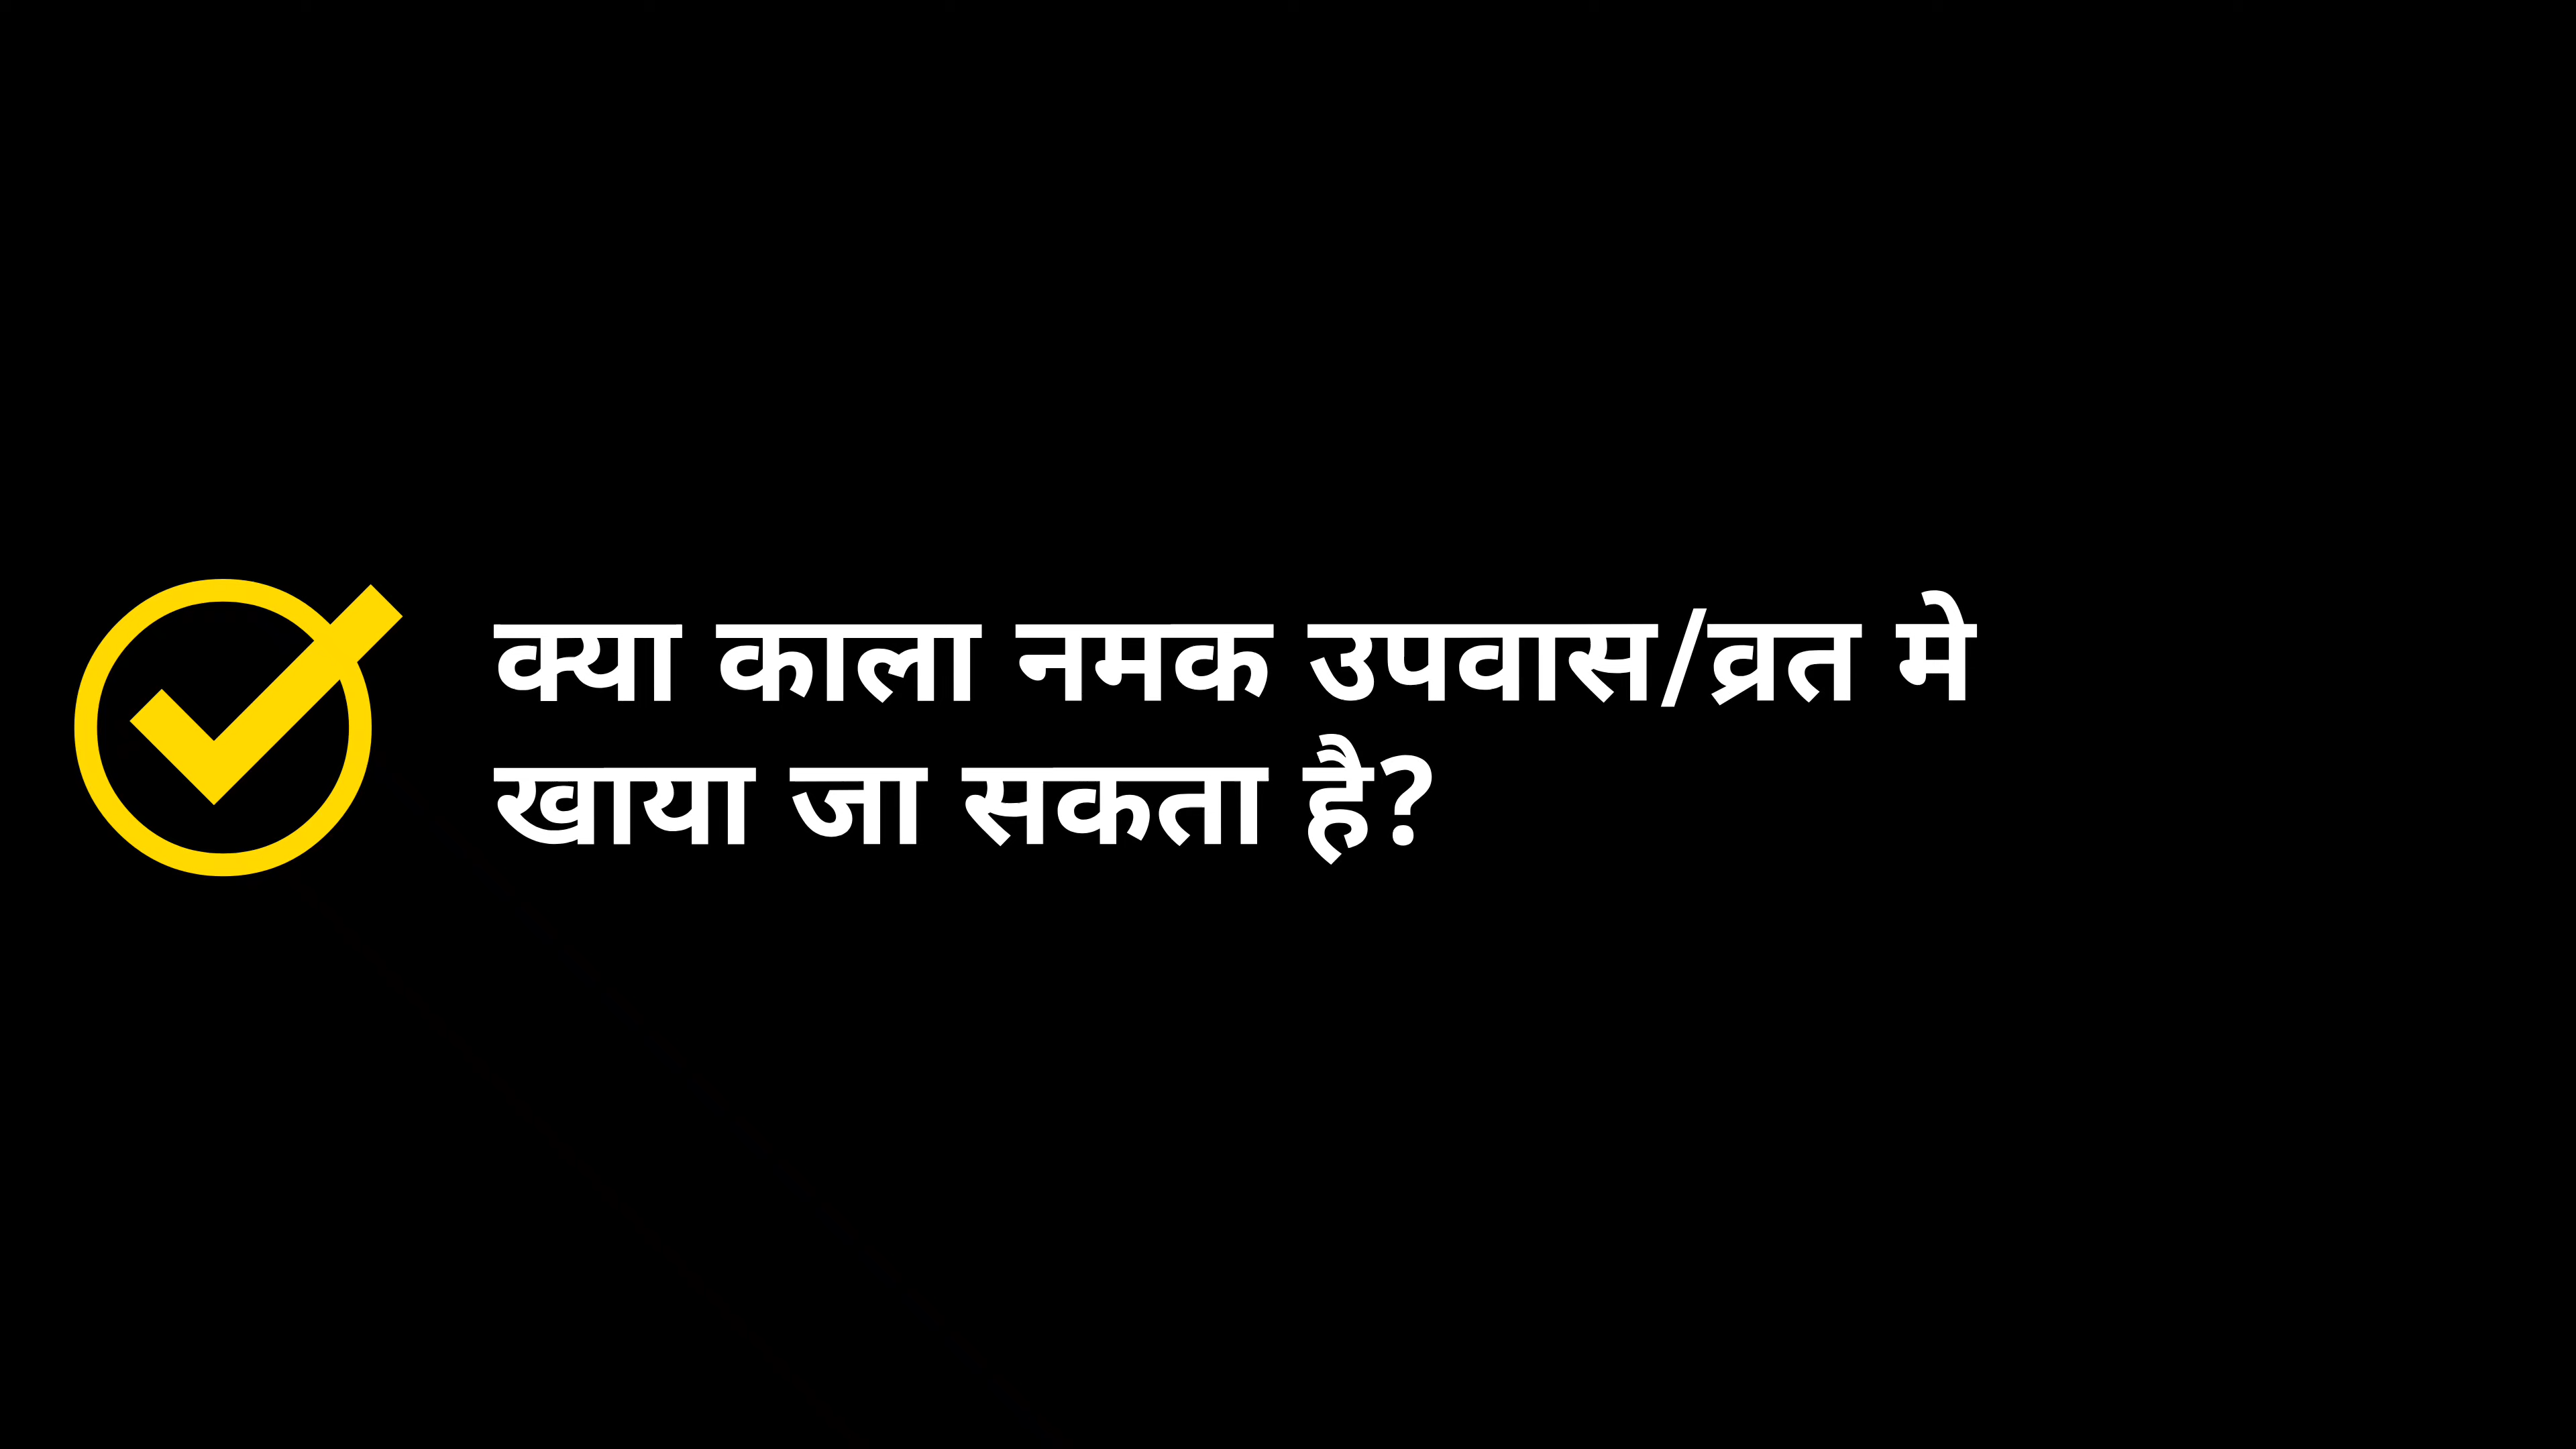 क्या काला नमक उपवास/व्रत मे
खाया जा सकता है?